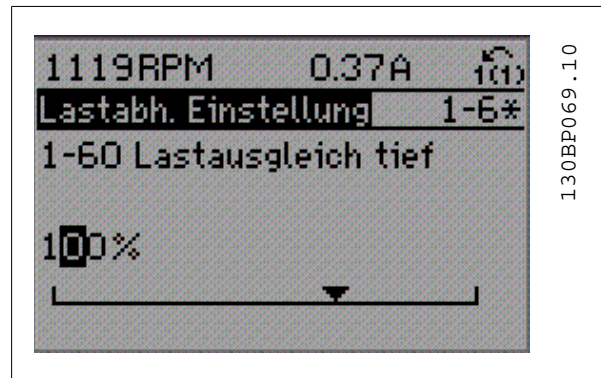 1119RPM 0.37A 1(1)
Lastabh. Einstellung 1-6*
1-60 Lastausgleich tief
100%
130BP069.10